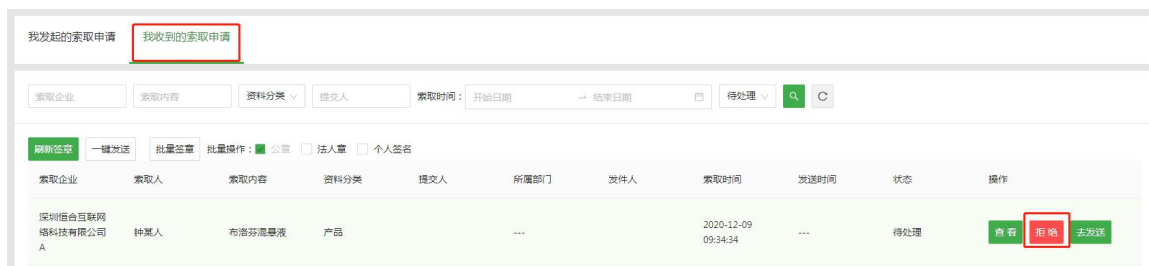 我发起的索取申请 我收到的索取申请
索取企业 索取内容 资料分类 提交人 索取时间： 开始日期 → 结束日期 待处理
刷新签章 一键发送 批量签章 批量操作： 公章 法人章 个人签名
索取企业 索取人 索取内容 资料分类 提交人 所属部门 发件人 索取时间 发送时间 状态 操作
深圳恒合互联网
络科技有限公司
A
钟某人 布洛芬混悬液 产品 --- 2020-12-09
09:34:34
--- 待处理 查看 拒绝 去发送